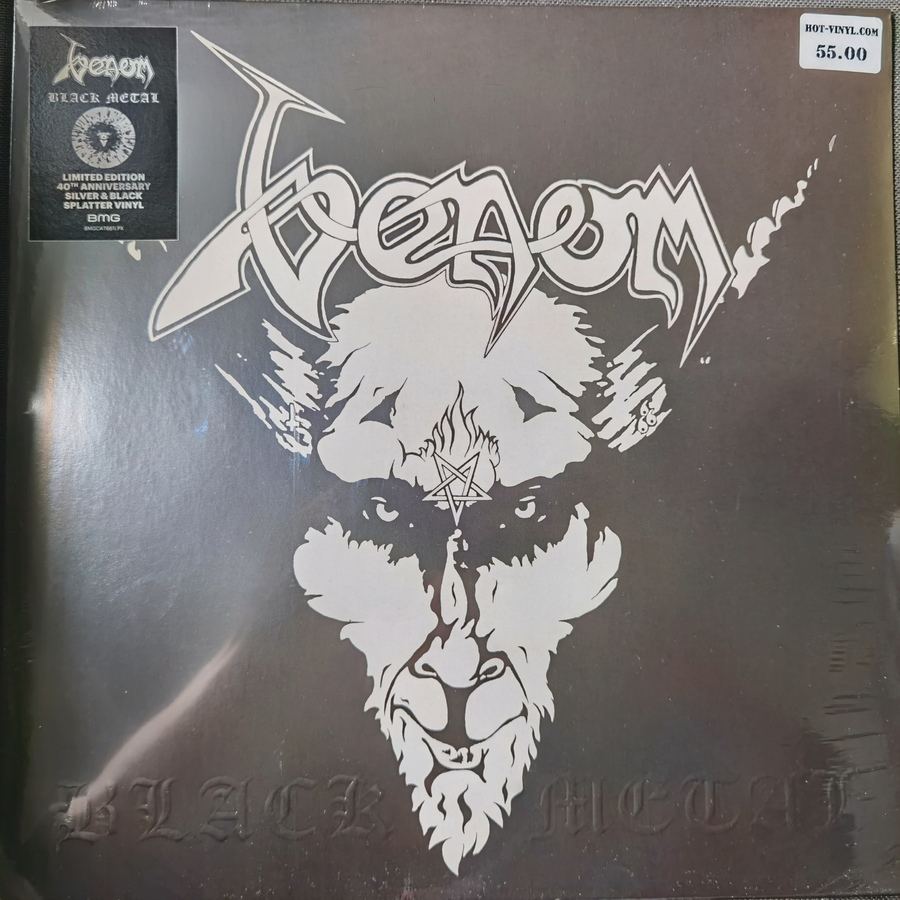 Venom
BLACK METAL
LIMITED EDITION
40TH ANNIVERSARY
SILVER & BLACK
SPLATTER VINYL
BMG
HOT-VINYL.COM
55.00
Venom
BLACK METAL